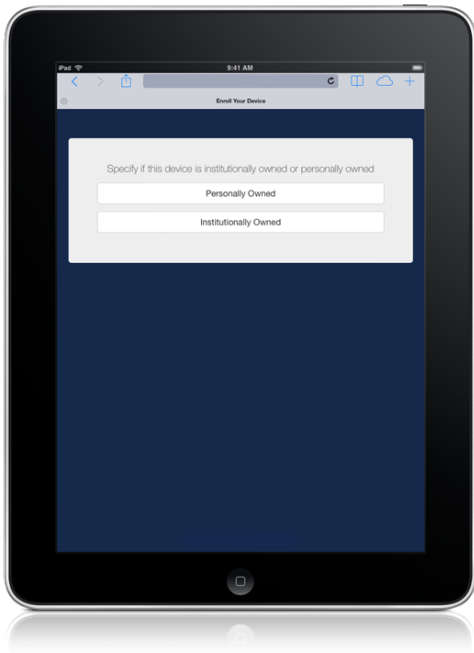 iPad 9:41 AM
Enroll Your Device
Specify if this device is institutionally owned or personally owned
Personally Owned
Institutionally Owned